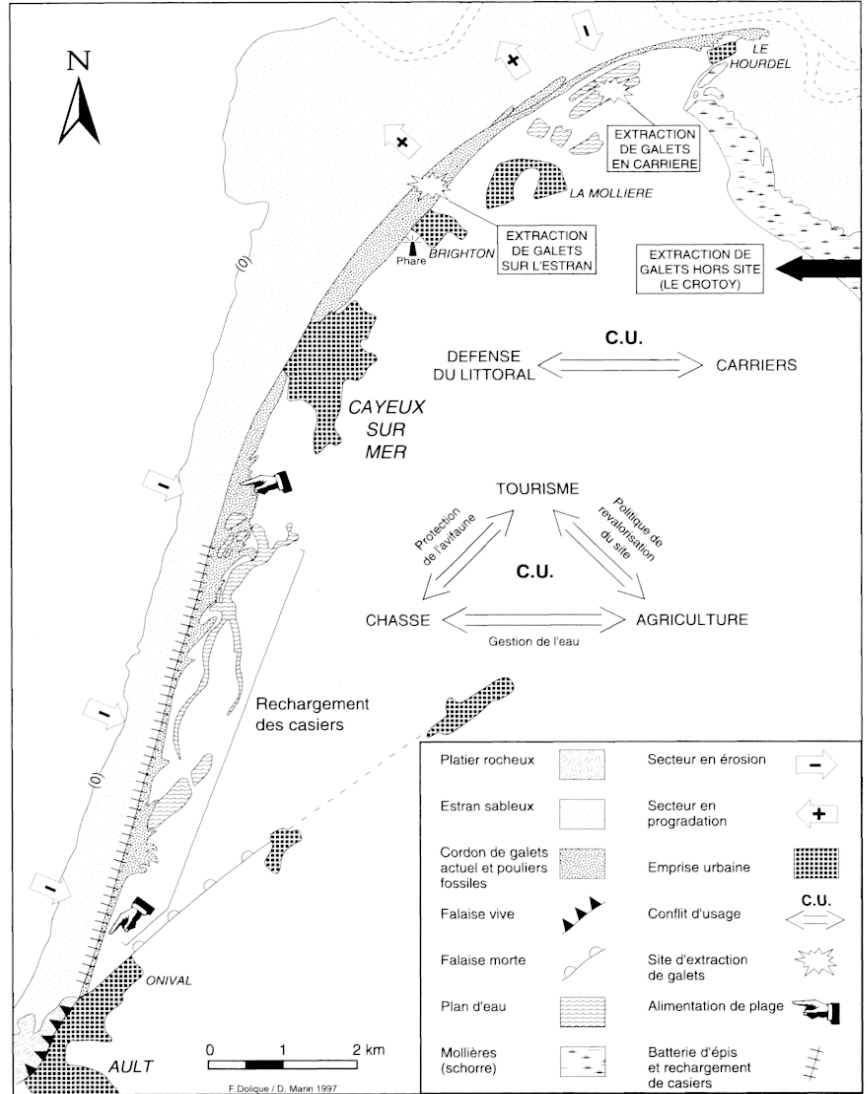 N
LE
HOURDEL
EXTRACTION
DE GALETS
EN CARRIERE
LA MOLLIERE
EXTRACTION
DE GALETS
SUR L'ESTRAN
BRIGHTON
Phare
EXTRACTION DE
GALETS HORS SITE
(LE CROTOY)
(0)
C.U.
DEFENSE
DU LITTORAL
CARRIERS
CAYEUX
SUR
MER
TOURISME
Protection
de l'avifaune
Politique de
revalorisation
du site
C.U.
CHASSE
AGRICULTURE
Gestion de l'eau
Rechargement
des casiers
(0)
ONIVAL
AULT
0 1 2 km
F.Dolique / D. Marin 1997
Platier rocheux
Estran sableux
Cordon de galets
actuel et pouliers
fossiles
Falaise vive
Falaise morte
Plan d'eau
Mollières
(schorre)
Secteur en érosion
Secteur en
progradation
Emprise urbaine
Conflit d'usage
C.U.
Site d'extraction
de galets
Alimentation de plage
Batterie d'épis
et rechargement
de casiers